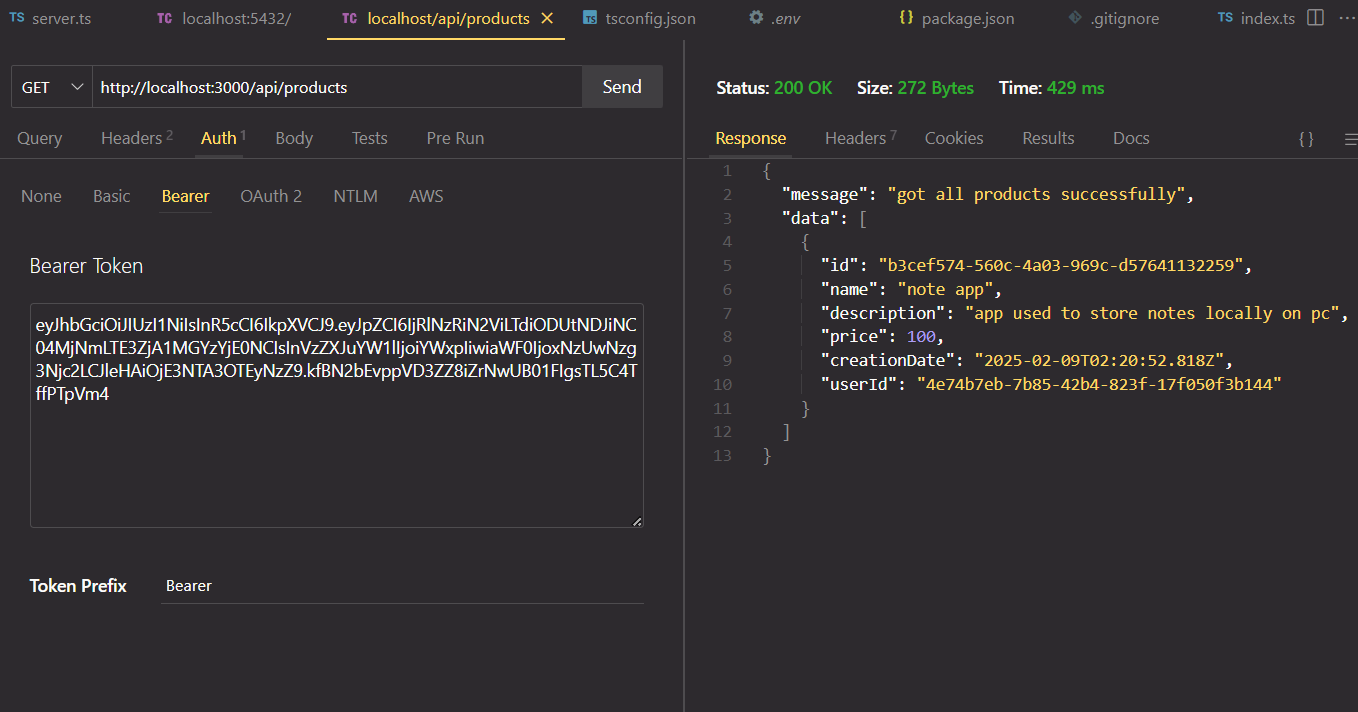 TS server.ts TC localhost:5432/ TC localhost/api/products TS tsconfig.json .env {} package.json .gitignore TS index.ts
GET http://localhost:3000/api/products Send
Query Headers 2 Auth 1 Body Tests Pre Run
None Basic Bearer OAuth 2 NTLM AWS
Bearer Token
eyJhbGciOiJIUzI1NiIsInR5cCI6IkpXVCJ9.eyJpZCI6IjRlNzRiN2ViLTdiODUtNDJiNC
04MjNmLTE3ZjA1MGYzYjE0NCIsInVzZXJuYW1lIjoiYWxpIiwiaWF0IjoxNzUwNzg
3Njc2LCJleHAiOjE3NTA3OTEyNzZ9.kfBN2bEvppVD3ZZ8iZrNwUB01FIgsTL5C4T
ffPTpVm4
Token Prefix Bearer
Status: 200 OK Size: 272 Bytes Time: 429 ms
Response Headers 7 Cookies Results Docs {}
1 {
2 "message": "got all products successfully",
3 "data": [
4 {
5 "id": "b3cef574-560c-4a03-969c-d57641132259",
6 "name": "note app",
7 "description": "app used to store notes locally on pc",
8 "price": 100,
9 "creationDate": "2025-02-09T02:20:52.818Z",
10 "userId": "4e74b7eb-7b85-42b4-823f-17f050f3b144"
11 }
12 ]
13 }